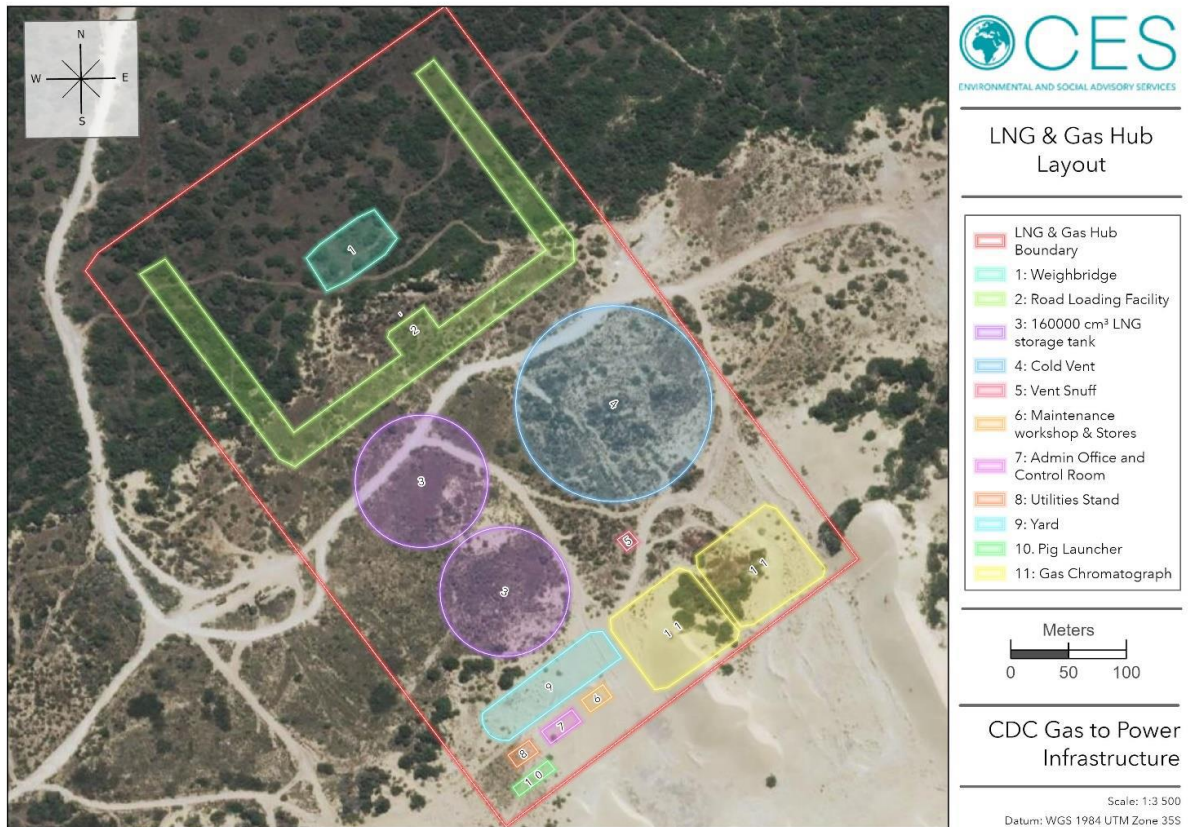 N
W E
S
1
2
3
4
5
3
11
11
9
6
7
8
10
CES
ENVIRONMENTAL AND SOCIAL ADVISORY SERVICES
LNG & Gas Hub
Layout
LNG & Gas Hub
Boundary
1: Weighbridge
2: Road Loading Facility
3: 160000 cm³ LNG
storage tank
4: Cold Vent
5: Vent Snuff
6: Maintenance
workshop & Stores
7: Admin Office and
Control Room
8: Utilities Stand
9: Yard
10. Pig Launcher
11: Gas Chromatograph
Meters
0 50 100
CDC Gas to Power
Infrastructure
Scale: 1:3 500
Datum: WGS 1984 UTM Zone 35S